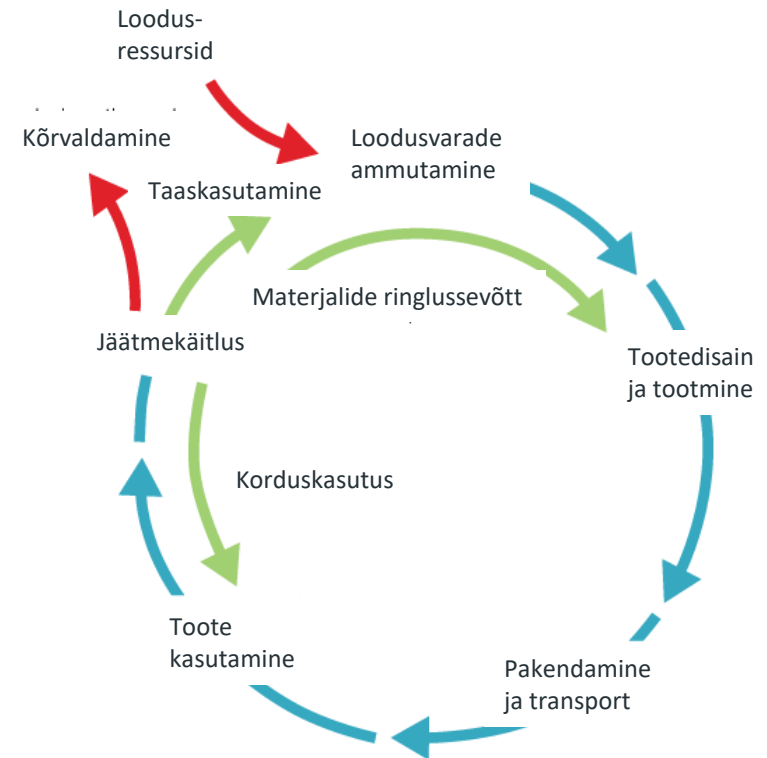 Loodus-
ressursid
Kõrvaldamine
Loodusvarade
ammutamine
Taaskasutamine
Materjalide ringlussevõtt
Jäätmekäitlus
Tootedisain
ja tootmine
Korduskasutus
Toote
kasutamine
Pakendamine
ja transport